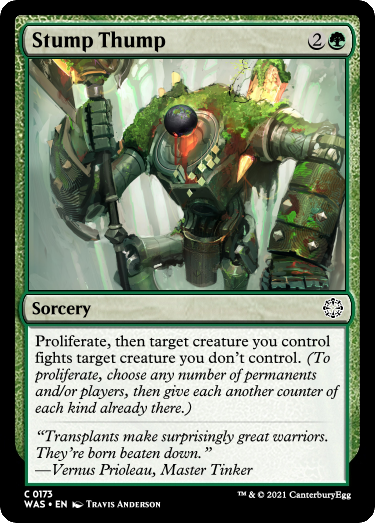 Stump Thump 2
Sorcery
Proliferate, then target creature you control
fights target creature you don't control. (To
proliferate, choose any number of permanents
and/or players, then give each another counter of
each kind already there.)
“Transplants make surprisingly great warriors.
They're born beaten down.”
—Vernus Prioleau, Master Tinker
C 0173
WAS • EN Travis Anderson
™ & © 2021 CanterburyEgg